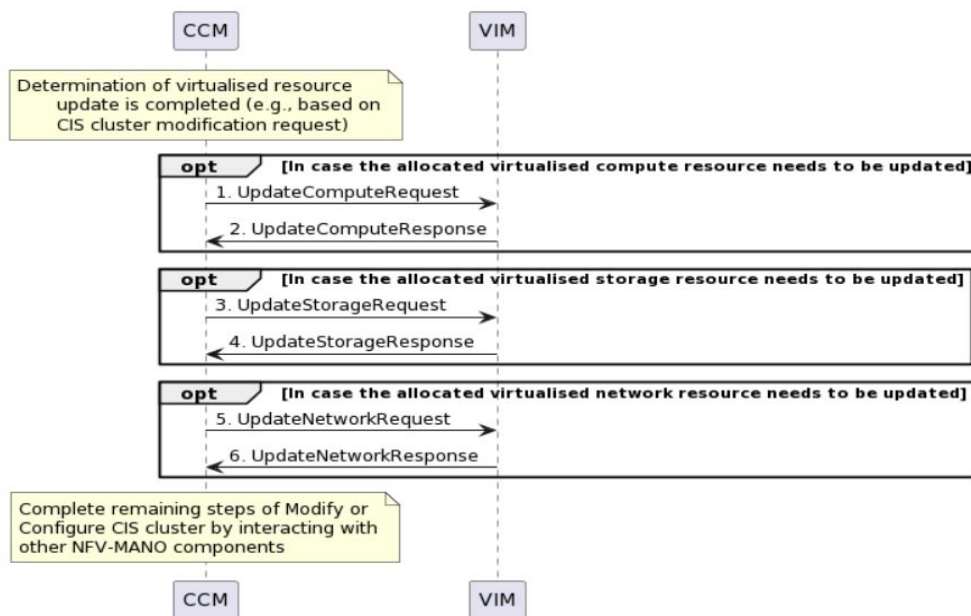 CCM VIM
Determination of virtualised resource
update is completed (e.g., based on
CIS cluster modification request)
opt [In case the allocated virtualised compute resource needs to be updated]
1. UpdateComputeRequest
2. UpdateComputeResponse
opt [In case the allocated virtualised storage resource needs to be updated]
3. UpdateStorageRequest
4. UpdateStorageResponse
opt [In case the allocated virtualised network resource needs to be updated]
5. UpdateNetworkRequest
6. UpdateNetworkResponse
Complete remaining steps of Modify or
Configure CIS cluster by interacting with
other NFV-MANO components
CCM VIM